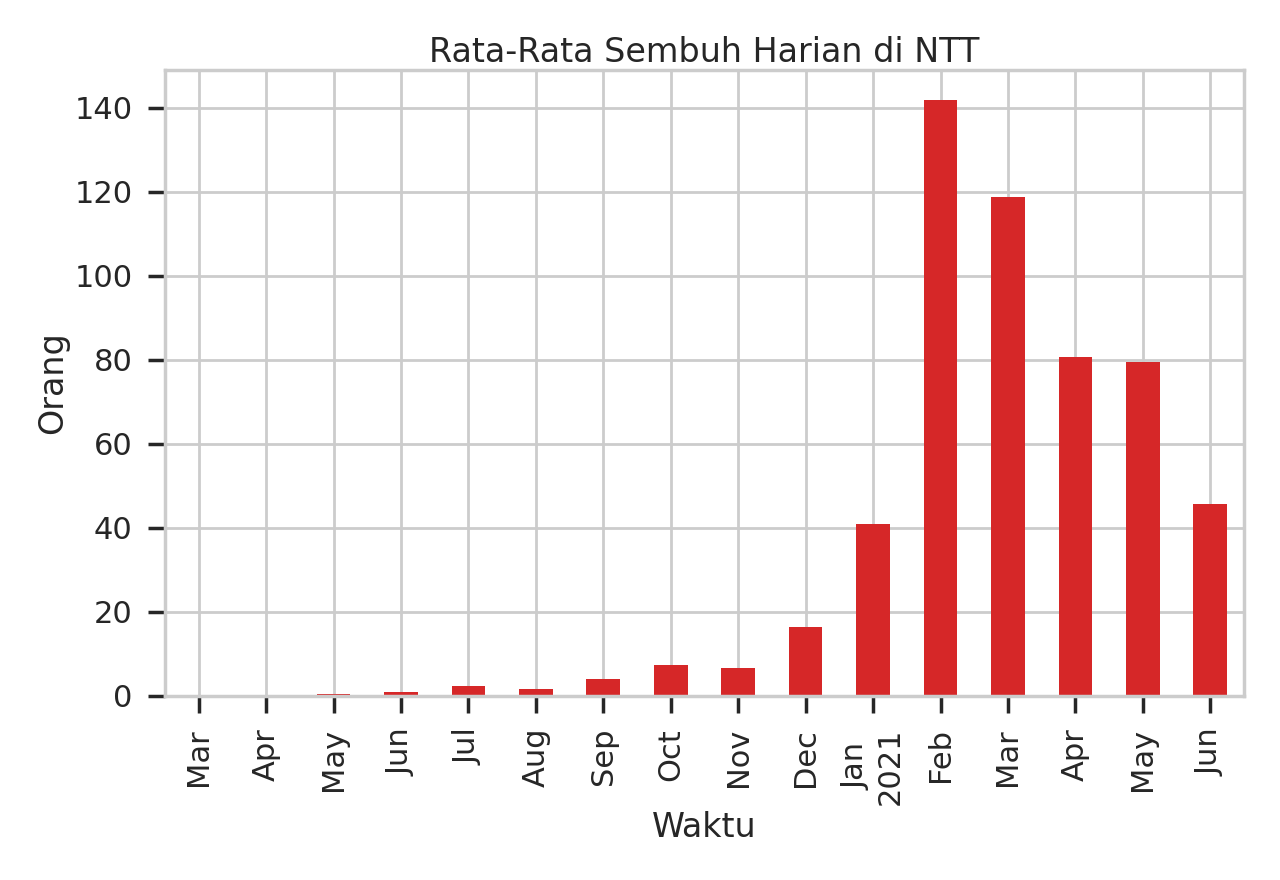 Rata-Rata Sembuh Harian di NTT
140
120
100
80
60
40
20
0
Orang
Mar
Apr
May
Jun
Jul
Aug
Sep
Oct
Nov
Dec
Jan
2021
Feb
Mar
Apr
May
Jun
Waktu